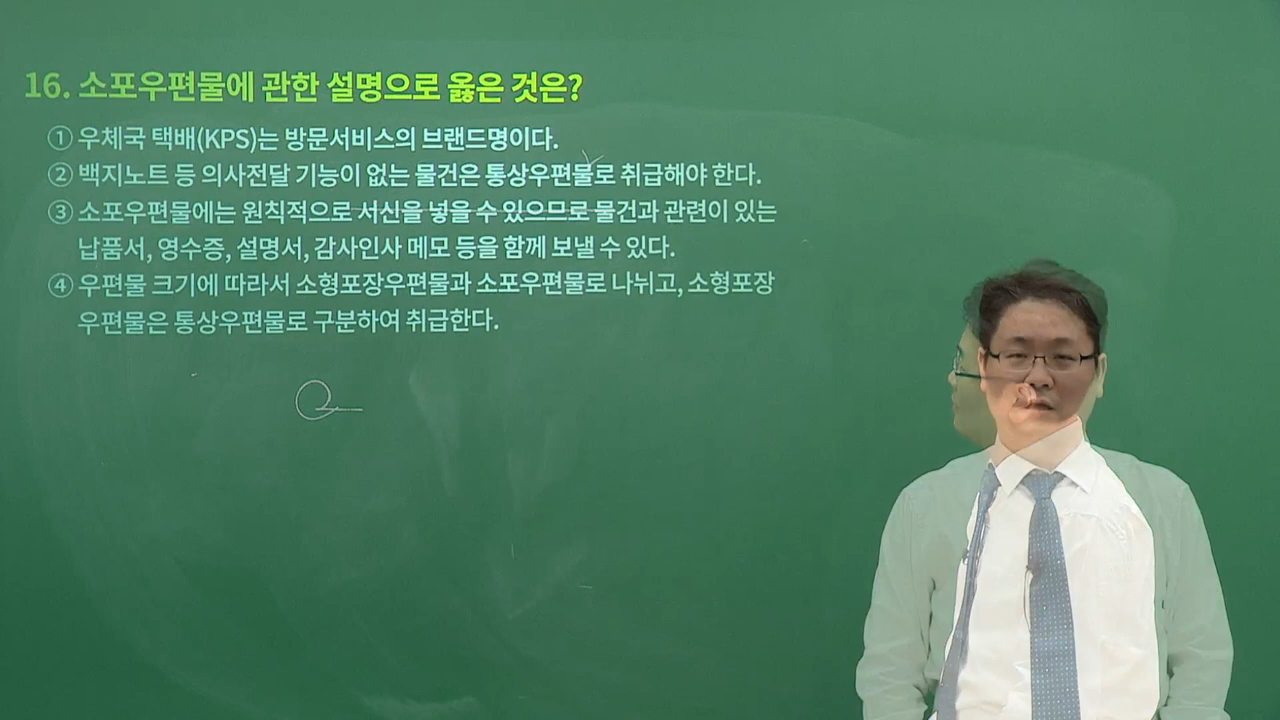 16. 소포우편물에 관한 설명으로 옳은 것은?
① 우체국 택배(KPS)는 방문서비스의 브랜드명이다.
② 백지노트 등 의사전달 기능이 없는 물건은 통상우편물로 취급해야 한다.
③ 소포우편물에는 원칙적으로 서신을 넣을 수 있으므로 물건과 관련이 있는
납품서, 영수증, 설명서, 감사인사 메모 등을 함께 보낼 수 있다.
④ 우편물 크기에 따라서 소형포장우편물과 소포우편물로 나뉘고, 소형포장
우편물은 통상우편물로 구분하여 취급한다.